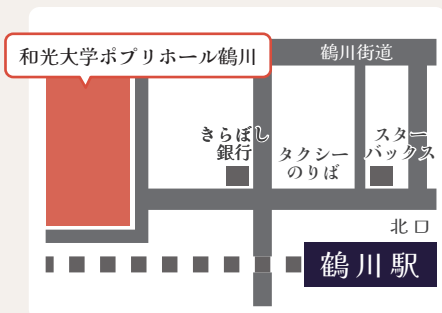 和光大学ポプリホール鶴川
鶴川街道
きらぼし
銀行
タクシー
のりば
スター
バックス
北口
鶴川駅